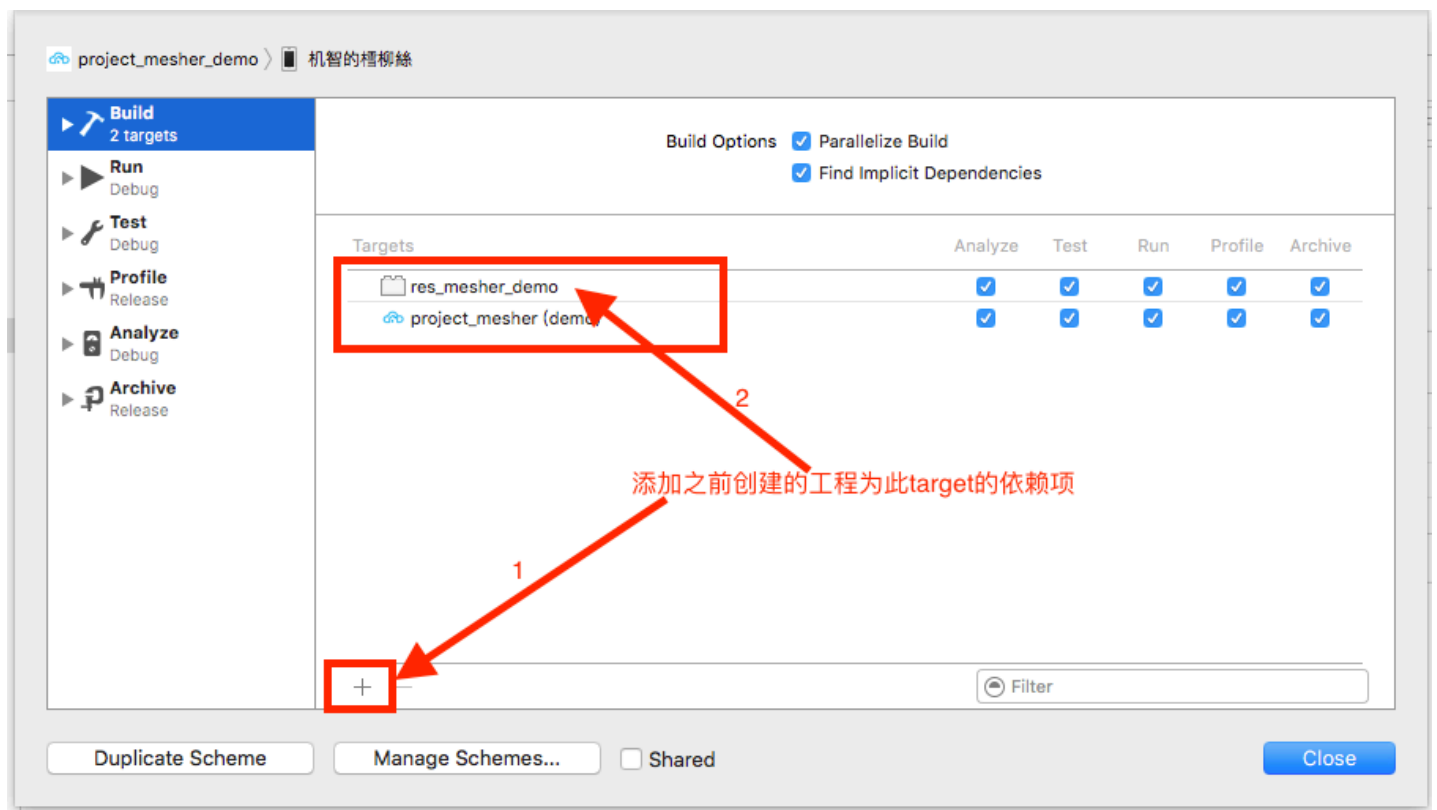 project_mesher_demo 〉 机智的檽柳絲
Build
2 targets
Run
Debug
Test
Debug
Profile
Release
Analyze
Debug
Archive
Release
Build Options Parallelize Build
Find Implicit Dependencies
Targets Analyze Test Run Profile Archive
res_mesher_demo
project_mesher (demo)
2
添加之前创建的工程为此target的依赖项
1
+ −
Filter
Duplicate Scheme Manage Schemes... Shared Close